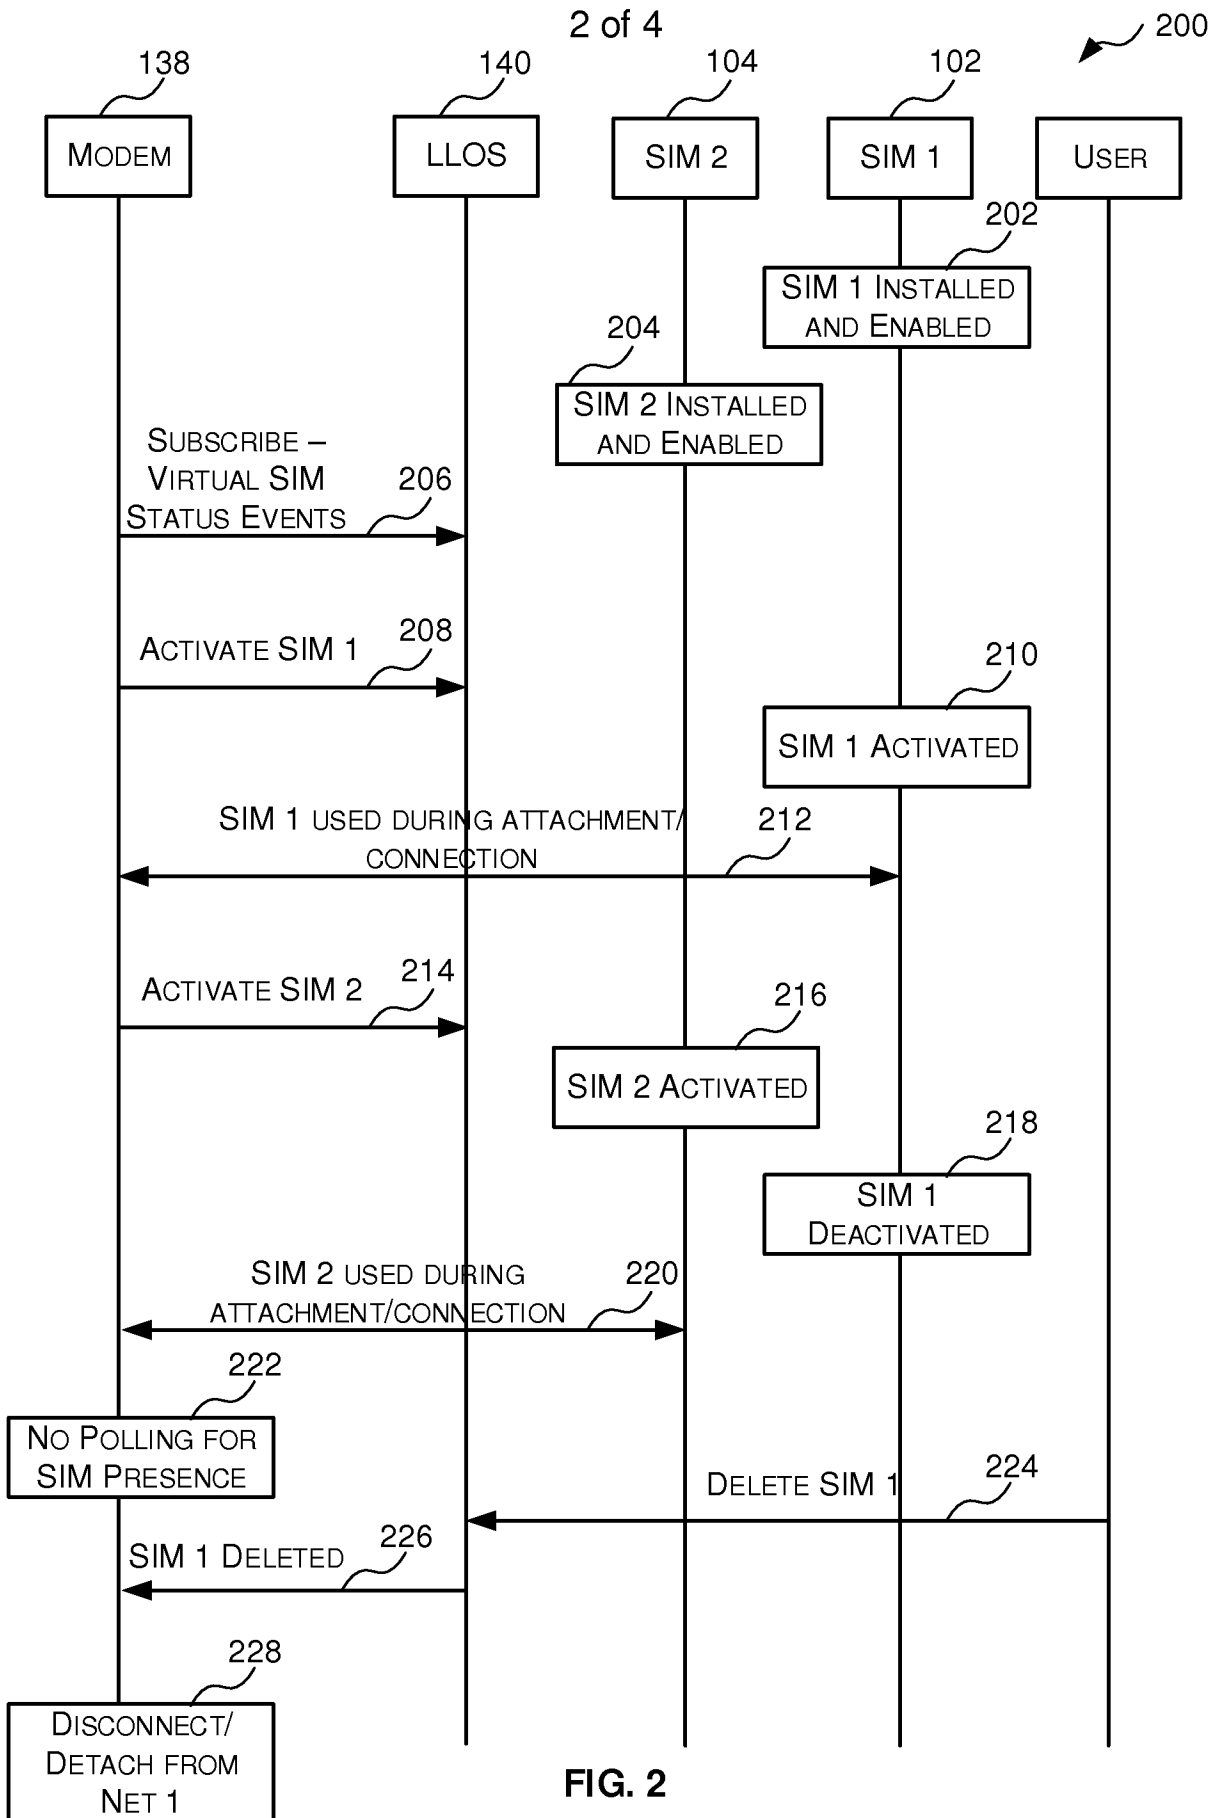 2 of 4
200
138
140
104
102
MODEM
LLOS
SIM 2
SIM 1
USER
202
SIM 1 INSTALLED
AND ENABLED
204
SIM 2 INSTALLED
AND ENABLED
SUBSCRIBE –
VIRTUAL SIM
STATUS EVENTS
206
ACTIVATE SIM 1
208
210
SIM 1 ACTIVATED
SIM 1 USED DURING ATTACHMENT/
CONNECTION
212
ACTIVATE SIM 2
214
216
SIM 2 ACTIVATED
218
SIM 1
DEACTIVATED
SIM 2 USED DURING
ATTACHMENT/CONNECTION
220
222
NO POLLING FOR
SIM PRESENCE
DELETE SIM 1
224
SIM 1 DELETED
226
228
DISCONNECT/
DETACH FROM
NET 1
FIG. 2